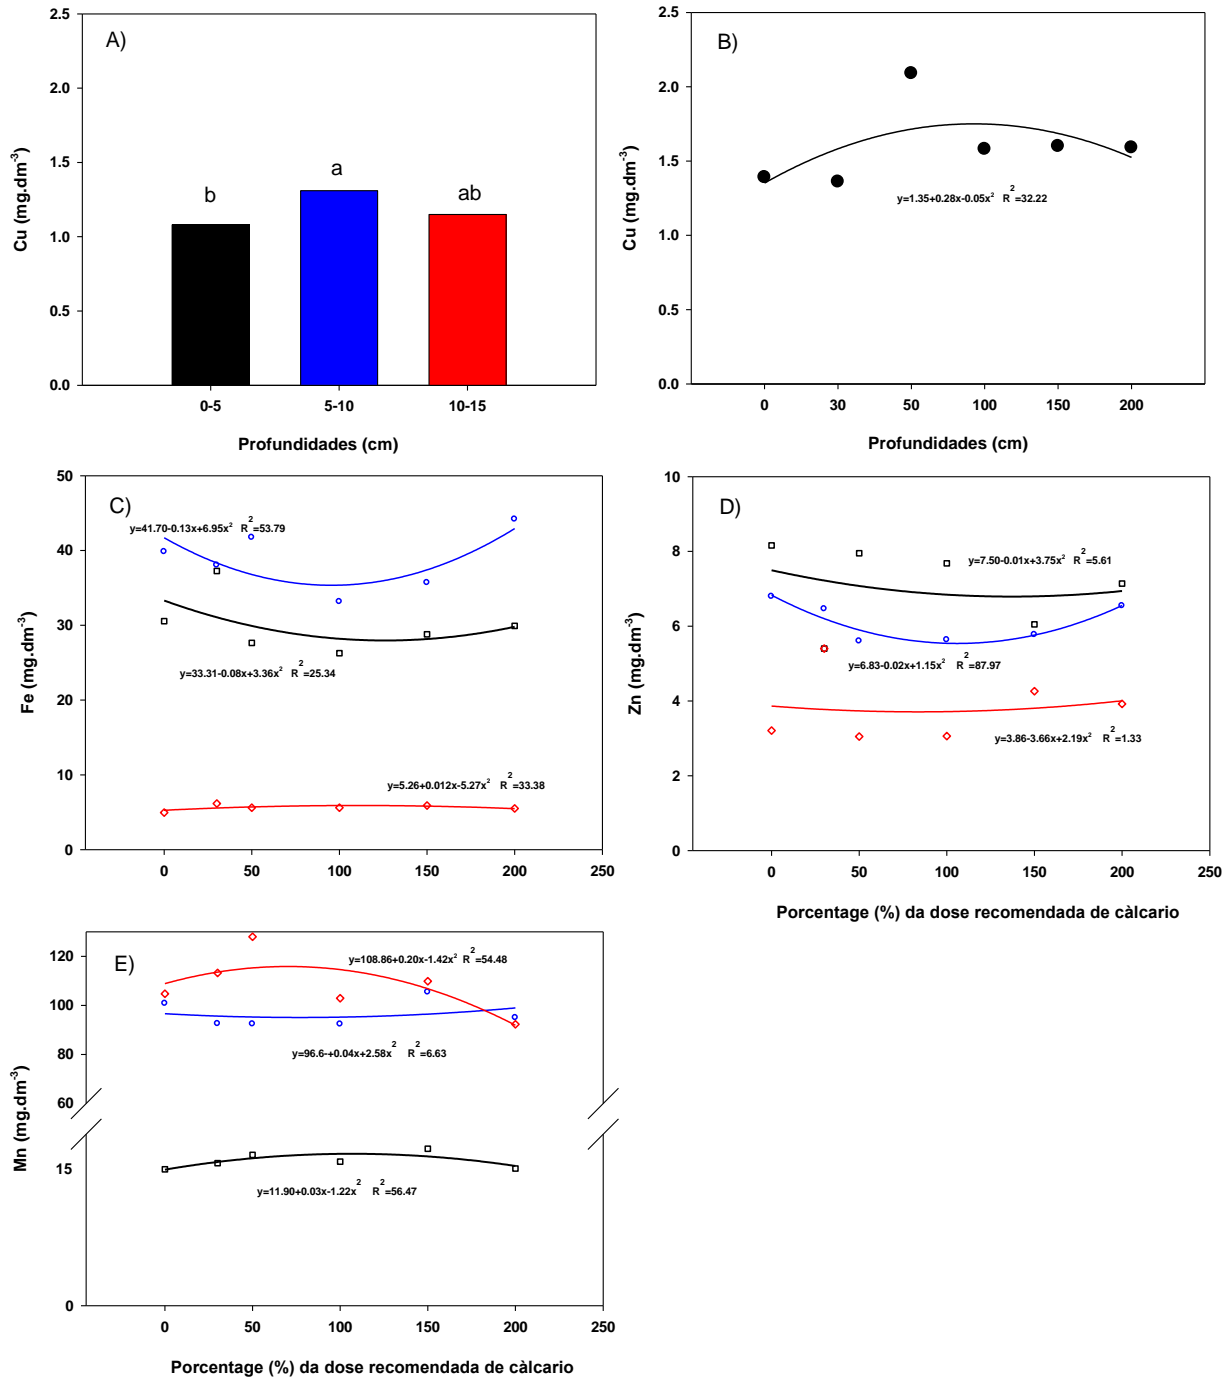 A)
2.5
2.0
1.5
1.0
0.5
0.0
Cu (mg.dm-3)
b
a
ab
0-5
5-10
10-15
Profundidades (cm)
B)
2.5
2.0
1.5
1.0
0.5
0.0
Cu (mg.dm-3)
y=1.35+0.28x-0.05x2 R2=32.22
0
30
50
100
150
200
Profundidades (cm)
C)
50
40
30
20
10
0
Fe (mg.dm-3)
y=41.70-0.13x+6.95x2 R2=53.79
y=33.31-0.08x+3.36x2 R2=25.34
y=5.26+0.012x-5.27x2 R2=33.38
0
50
100
150
200
250
D)
10
8
6
4
2
0
Zn (mg.dm-3)
y=7.50-0.01x+3.75x2 R2=5.61
y=6.83-0.02x+1.15x2 R2=87.97
y=3.86-3.66x+2.19x2 R2=1.33
0
50
100
150
200
250
Porcentage (%) da dose recomendada de càlcario
E)
120
100
80
60
15
0
Mn (mg.dm-3)
y=108.86+0.20x-1.42x2 R2=54.48
y=96.6-+0.04x+2.58x2 R2=6.63
y=11.90+0.03x-1.22x2 R2=56.47
0
50
100
150
200
250
Porcentage (%) da dose recomendada de càlcario